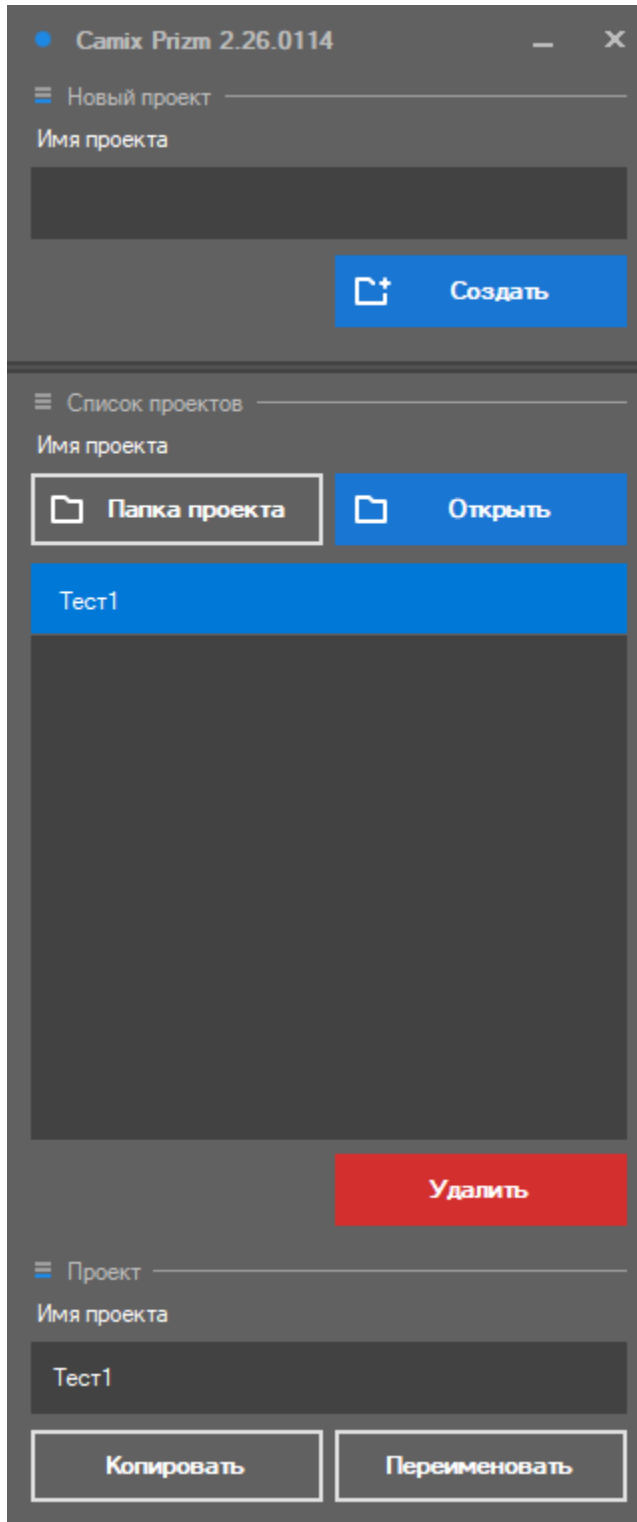 Camix Prizm 2.26.0114
Новый проект
Имя проекта
Создать
Список проектов
Имя проекта
Папка проекта Открыть
Тест1
Удалить
Проект
Имя проекта
Тест1
Копировать Переименовать